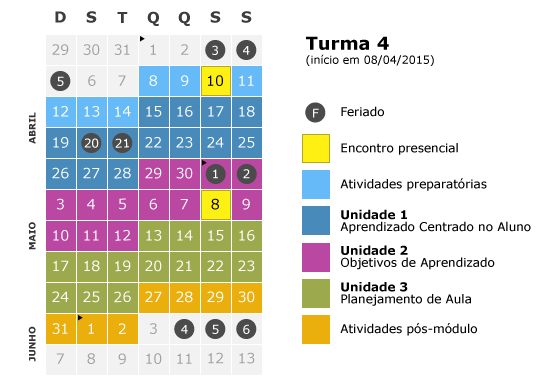 D S T Q Q S S
29 30 31 1 2 3 4
5 6 7 8 9 10 11
12 13 14 15 16 17 18
19 20 21 22 23 24 25
26 27 28 29 30 1 2
3 4 5 6 7 8 9
10 11 12 13 14 15 16
17 18 19 20 21 22 23
24 25 26 27 28 29 30
31 1 2 3 4 5 6
7 8 9 10 11 12 13
ABRIL
MAIO
JUNHO
Turma 4
(início em 08/04/2015)
F Feriado
Encontro presencial
Atividades preparatórias
Unidade 1
Aprendizado Centrado no Aluno
Unidade 2
Objetivos de Aprendizado
Unidade 3
Planejamento de Aula
Atividades pós-módulo